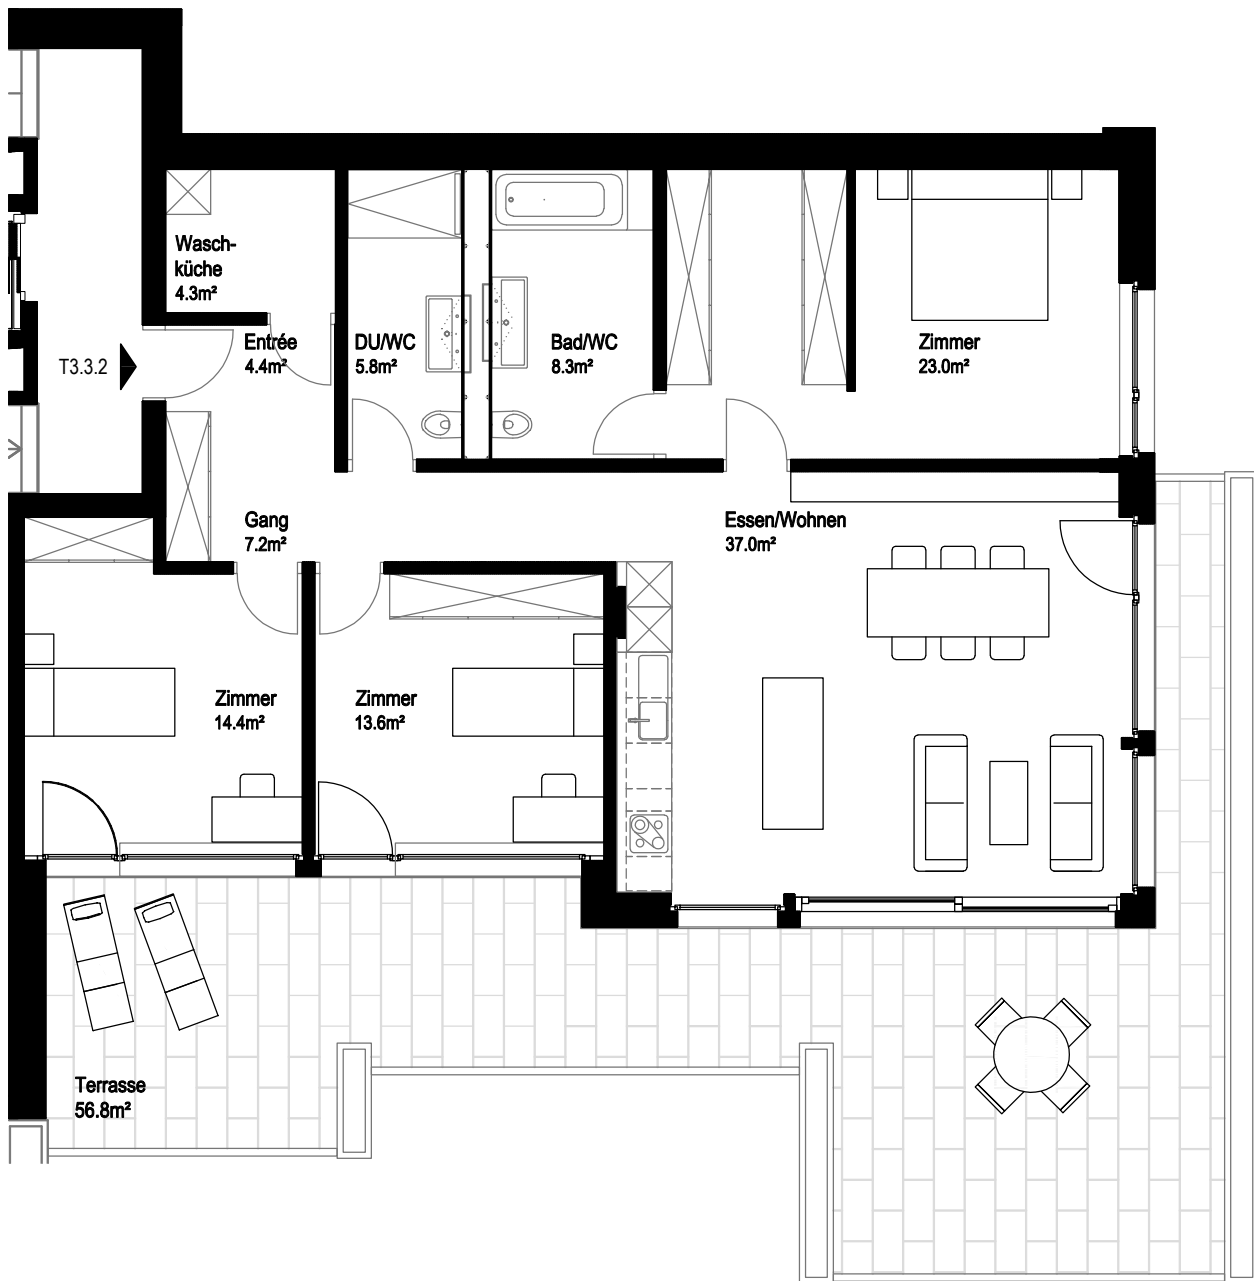 Wasch-
küche
4.3m²
Entrée
4.4m²
DU/WC
5.8m²
Bad/WC
8.3m²
Zimmer
23.0m²
T3.3.2
Gang
7.2m²
Essen/Wohnen
37.0m²
Zimmer
14.4m²
Zimmer
13.6m²
Terrasse
56.8m²